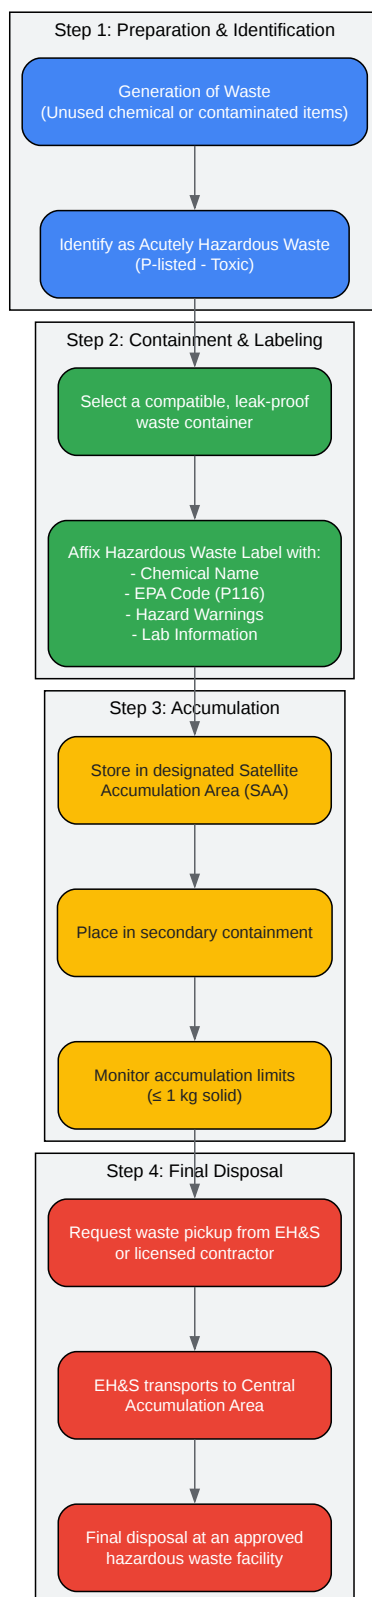 Step 1: Preparation & Identification
Generation of Waste
(Unused chemical or contaminated items)
Identify as Acutely Hazardous Waste
(P-listed - Toxic)
Step 2: Containment & Labeling
Select a compatible, leak-proof
waste container
Affix Hazardous Waste Label with:
- Chemical Name
- EPA Code (P116)
- Hazard Warnings
- Lab Information
Step 3: Accumulation
Store in designated Satellite
Accumulation Area (SAA)
Place in secondary containment
Monitor accumulation limits
(≤ 1 kg solid)
Step 4: Final Disposal
Request waste pickup from EH&S
or licensed contractor
EH&S transports to Central
Accumulation Area
Final disposal at an approved
hazardous waste facility